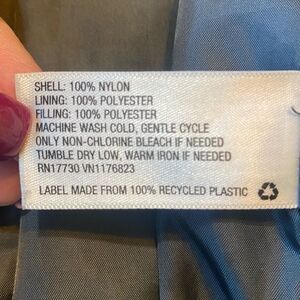 SHELL: 100% NYLON
LINING: 100% POLYESTER
FILLING: 100% POLYESTER
MACHINE WASH COLD, GENTLE CYCLE
ONLY NON-CHLORINE BLEACH IF NEEDED
TUMBLE DRY LOW, WARM IRON IF NEEDED
RN17730 VN1176823
LABEL MADE FROM 100% RECYCLED PLASTIC